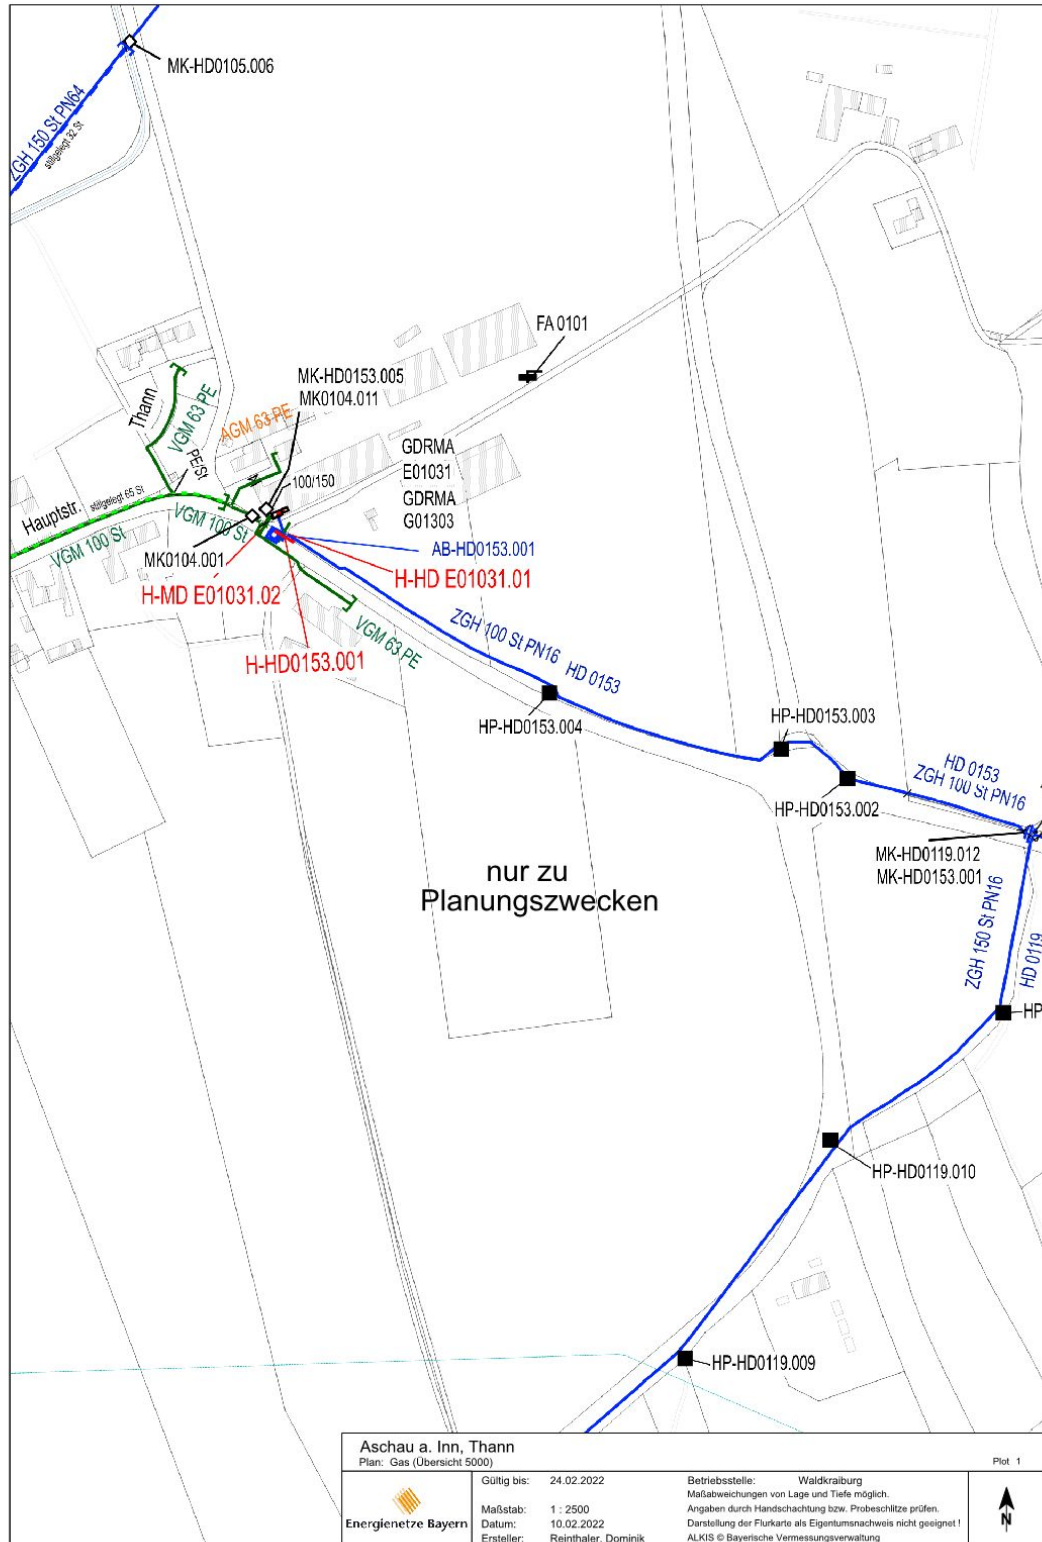 MK-HD0105.006
ZGH 150 St PN64
stillgelegt 32 St
FA 0101
MK-HD0153.005
MK0104.011
Thann
VGM 63 PE
AGM 63 PE
PE/St
100/150
GDRMA
E01031
GDRMA
G01303
Hauptstr.
stillgelegt 65 St
VGM 100 St
VGM 100 St
MK0104.001
AB-HD0153.001
H-MD E01031.02
H-HD E01031.01
H-HD0153.001
VGM 63 PE
ZGH 100 St PN16
HD 0153
HP-HD0153.004
HP-HD0153.003
HD 0153
ZGH 100 St PN16
HP-HD0153.002
MK-HD0119.012
MK-HD0153.001
nur zu
Planungszwecken
ZGH 150 St PN16
HD 0119
HP
HP-HD0119.010
HP-HD0119.009
Aschau a. Inn, Thann
Plan: Gas (Übersicht 5000)
Plot 1
Energienetze Bayern
Gültig bis: 24.02.2022
Maßstab: 1 : 2500
Datum: 10.02.2022
Ersteller: Reinthaler, Dominik
Betriebsstelle: Waldkraiburg
Maßabweichungen von Lage und Tiefe möglich.
Angaben durch Handschachtung bzw. Probeschlitze prüfen.
Darstellung der Flurkarte als Eigentumsnachweis nicht geeignet !
ALKIS © Bayerische Vermessungsverwaltung
N